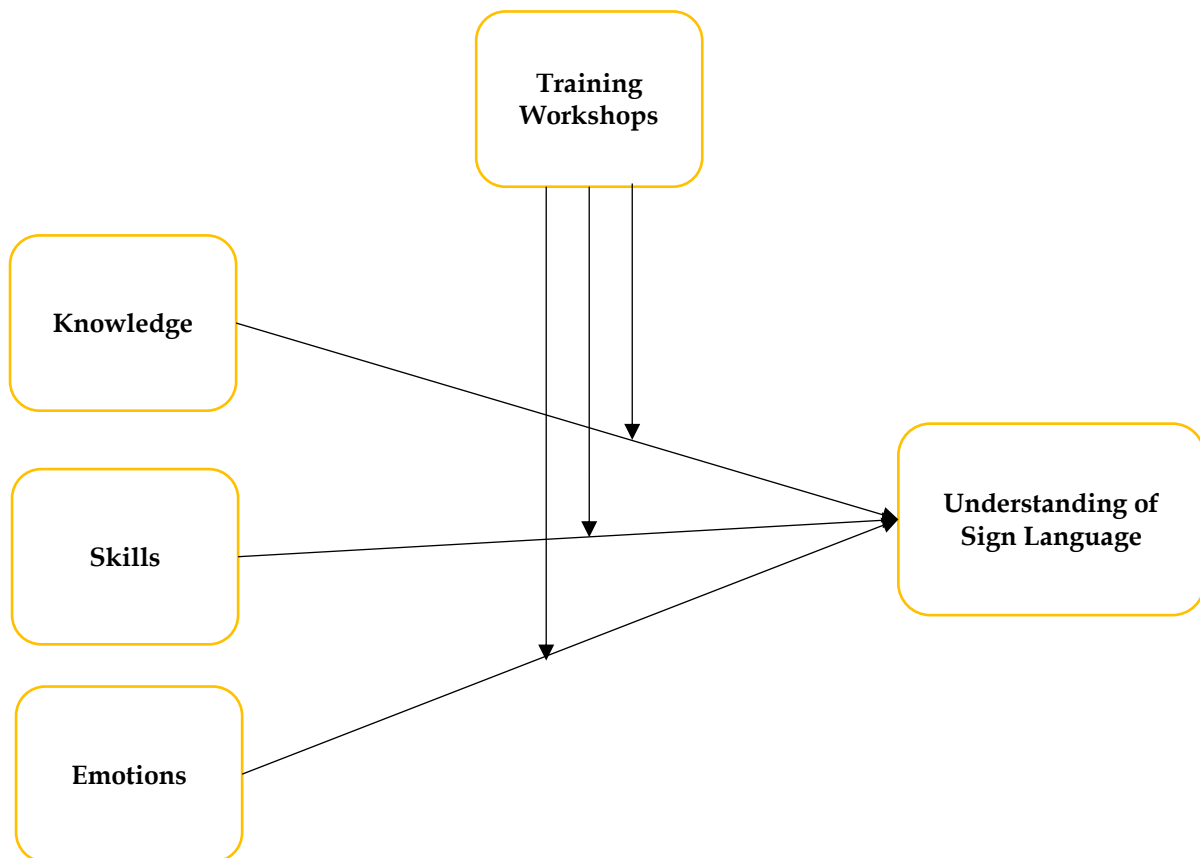 Training
Workshops
Knowledge
Understanding of
Sign Language
Skills
Emotions